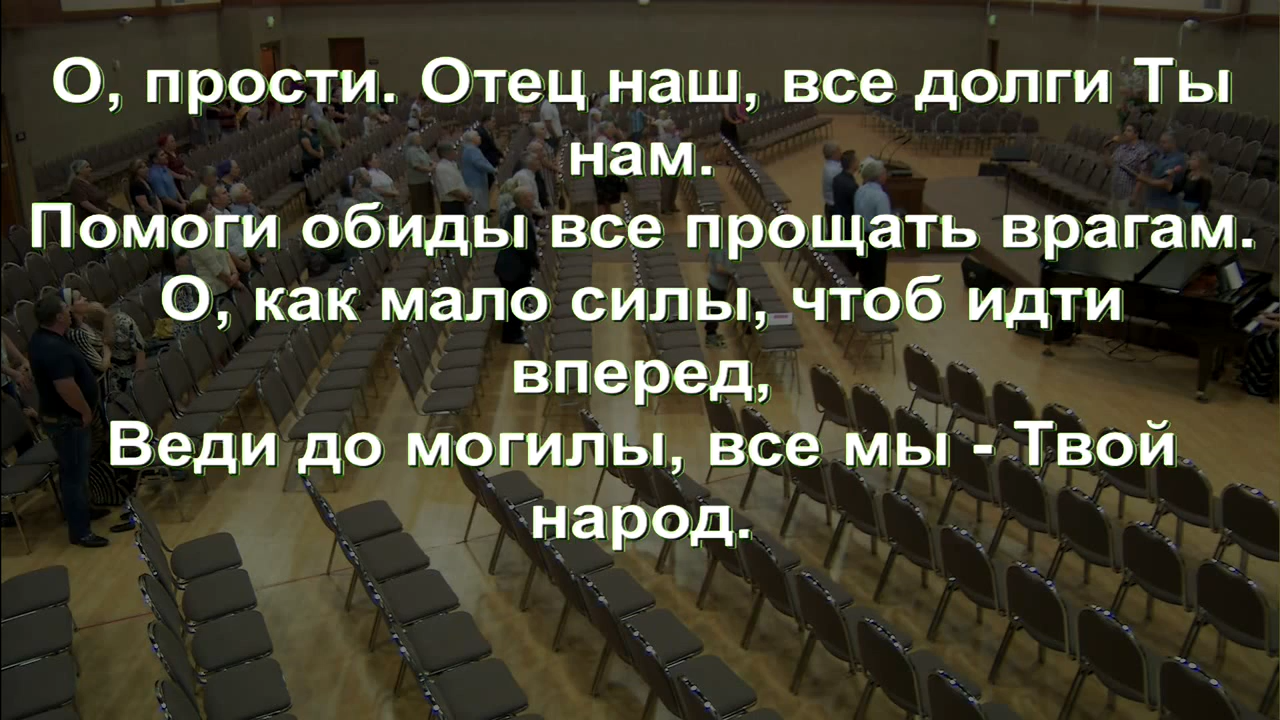 О, прости. Отец наш, все долги Ты
нам.
Помоги обиды все прощать врагам.
О, как мало силы, чтоб идти
вперед,
Веди до могилы, все мы - Твой
народ.